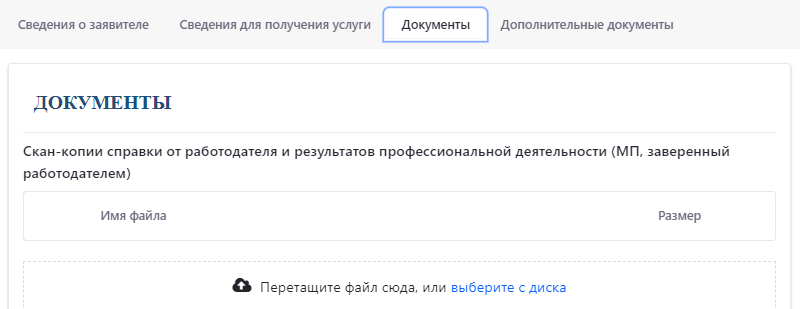 Сведения о заявителе Сведения для получения услуги Документы Дополнительные документы
ДОКУМЕНТЫ
Скан-копии справки от работодателя и результатов профессиональной деятельности (МП, заверенный
работодателем)
Имя файла Размер
Перетащите файл сюда, или выберите с диска